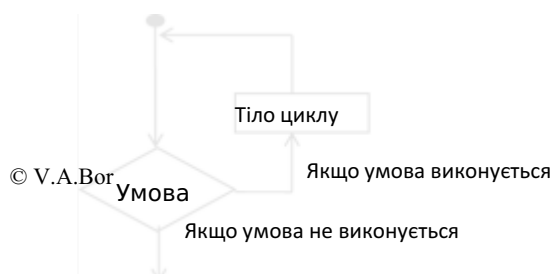 Тіло циклу
Якщо умова виконується
© V.A.Bor
Умова
Якщо умова не виконується